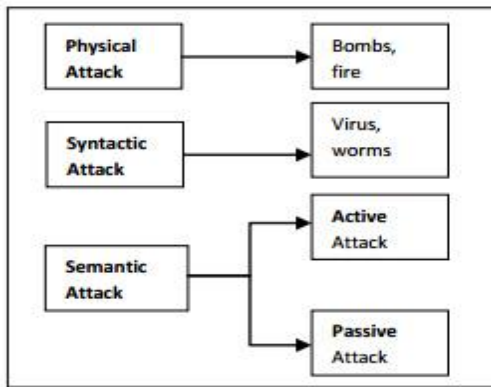 Physical
Attack
Bombs,
fire
Syntactic
Attack
Virus,
worms
Semantic
Attack
Active
Attack
Passive
Attack